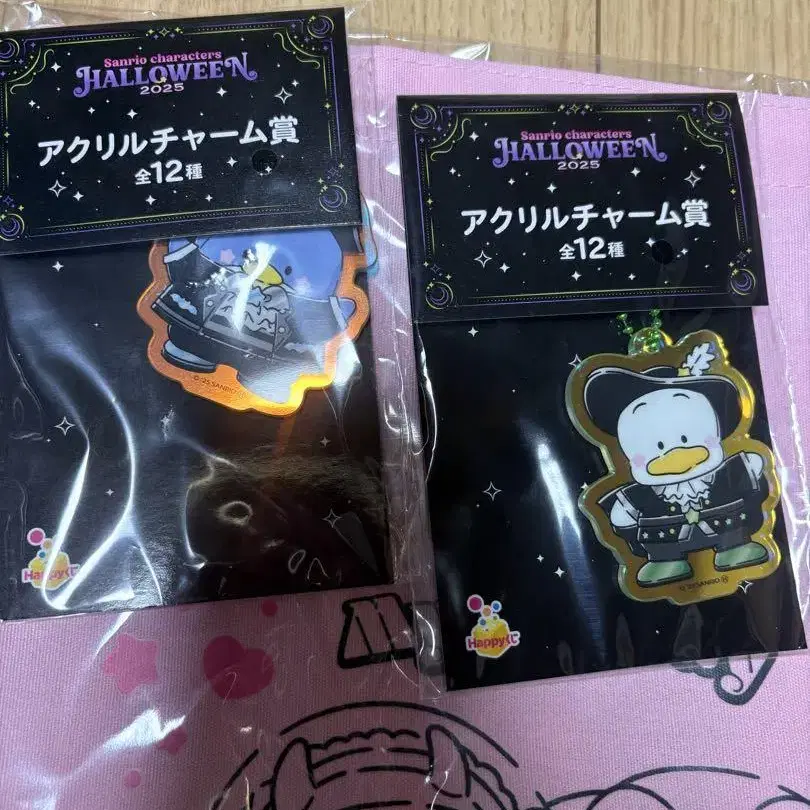 Sanrio characters
HALLOWEEN
2025
アクリルチャーム賞
全12種
Happyくじ
Sanrio characters
HALLOWEEN
2025
アクリルチャーム賞
全12種
Happyくじ